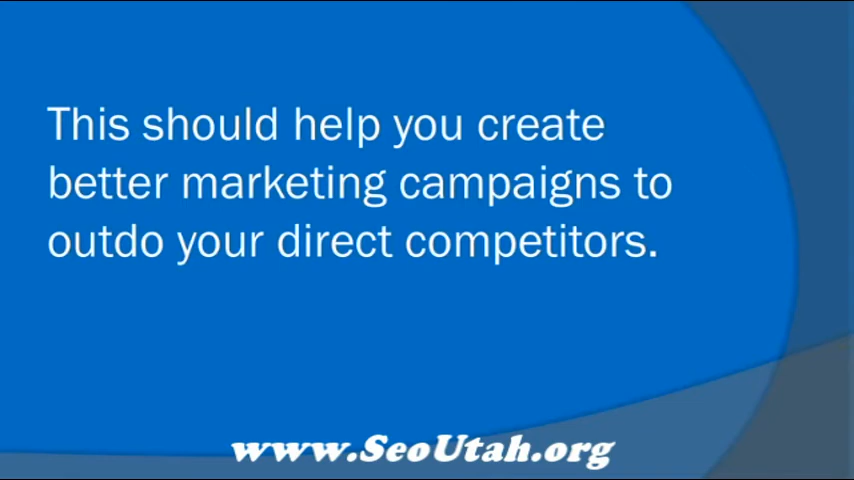 This should help you create
better marketing campaigns to
outdo your direct competitors.
www.SeoUtah.org